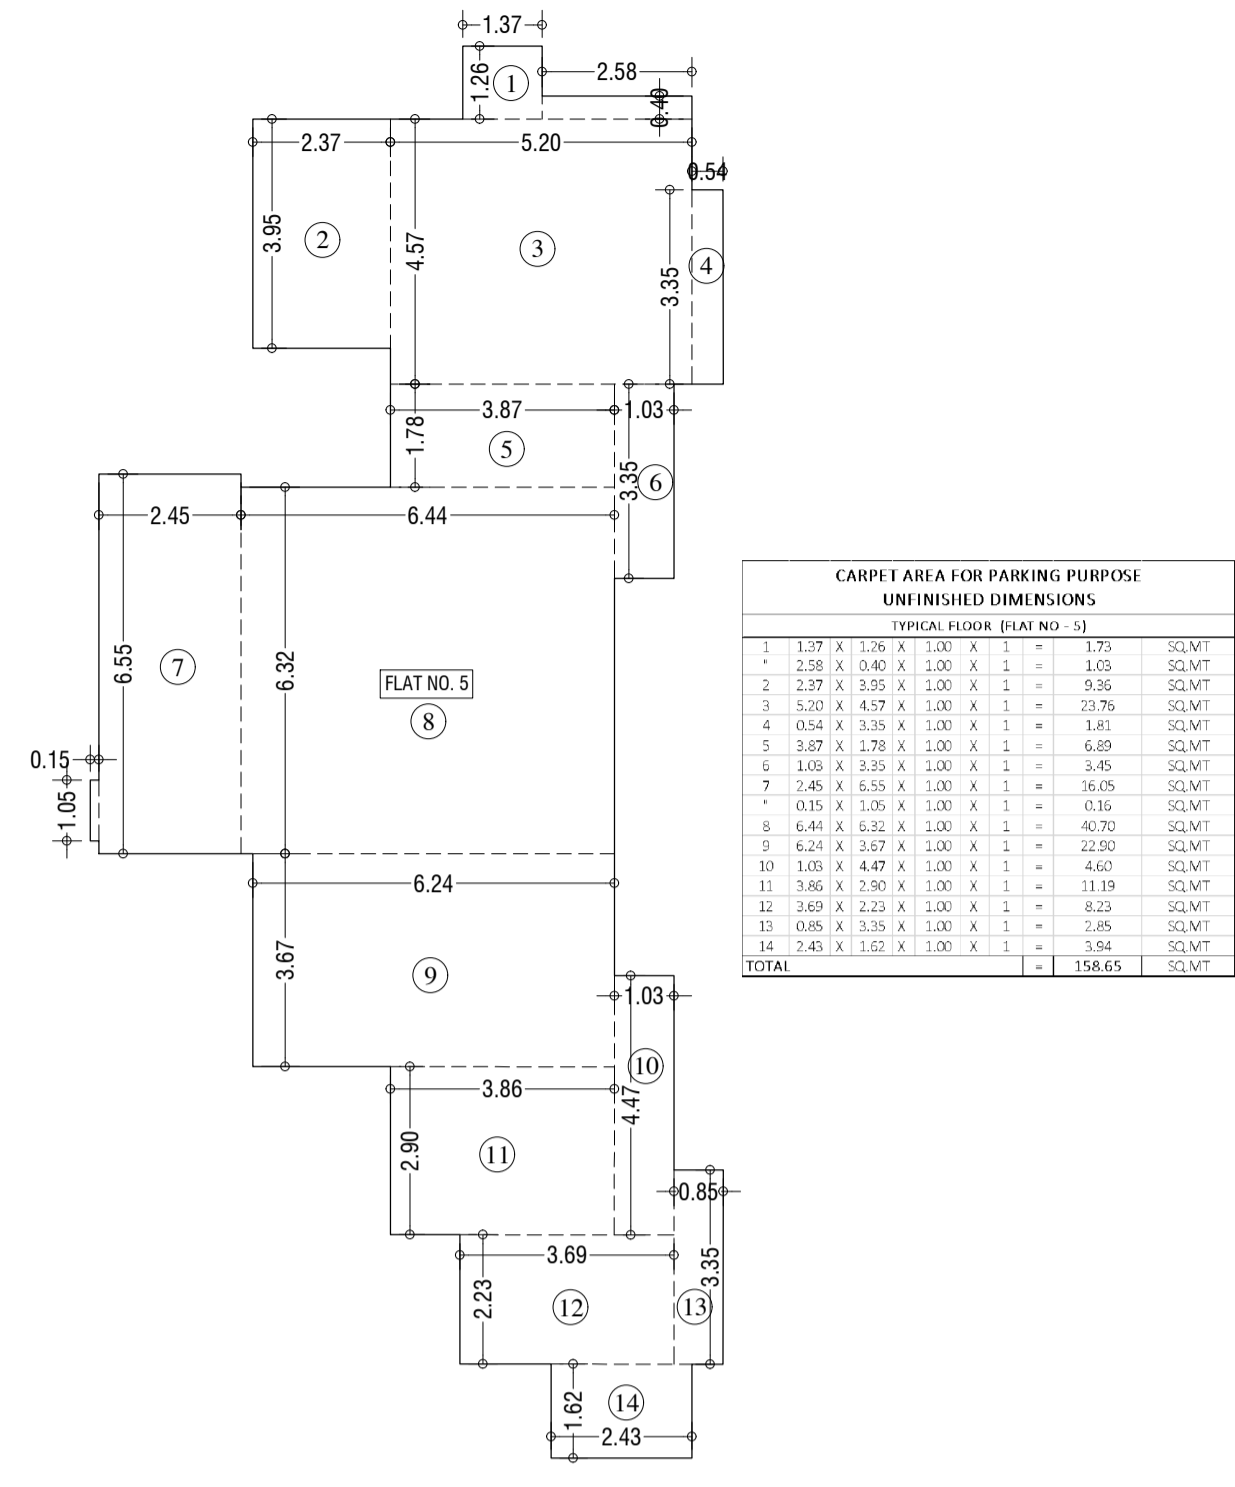 1.37
2.58
1.26
1
0.40
2.37
5.20
0.54
3.95
2
4.57
3
3.35
4
3.87
1.03
1.78
5
3.35
6
2.45
6.44
6.55
7
6.32
FLAT NO. 5
8
0.15
1.05
6.24
3.67
9
1.03
10
3.86
4.47
2.90
11
0.85
3.69
3.35
2.23
12
13
1.62
14
2.43
CARPET AREA FOR PARKING PURPOSE
UNFINISHED DIMENSIONS
TYPICAL FLOOR (FLAT NO - 5)
1 1.37 X 1.26 X 1.00 X 1 = 1.73 SQ.MT
" 2.58 X 0.40 X 1.00 X 1 = 1.03 SQ.MT
2 2.37 X 3.95 X 1.00 X 1 = 9.36 SQ.MT
3 5.20 X 4.57 X 1.00 X 1 = 23.76 SQ.MT
4 0.54 X 3.35 X 1.00 X 1 = 1.81 SQ.MT
5 3.87 X 1.78 X 1.00 X 1 = 6.89 SQ.MT
6 1.03 X 3.35 X 1.00 X 1 = 3.45 SQ.MT
7 2.45 X 6.55 X 1.00 X 1 = 16.05 SQ.MT
" 0.15 X 1.05 X 1.00 X 1 = 0.16 SQ.MT
8 6.44 X 6.32 X 1.00 X 1 = 40.70 SQ.MT
9 6.24 X 3.67 X 1.00 X 1 = 22.90 SQ.MT
10 1.03 X 4.47 X 1.00 X 1 = 4.60 SQ.MT
11 3.86 X 2.90 X 1.00 X 1 = 11.19 SQ.MT
12 3.69 X 2.23 X 1.00 X 1 = 8.23 SQ.MT
13 0.85 X 3.35 X 1.00 X 1 = 2.85 SQ.MT
14 2.43 X 1.62 X 1.00 X 1 = 3.94 SQ.MT
TOTAL = 158.65 SQ.MT